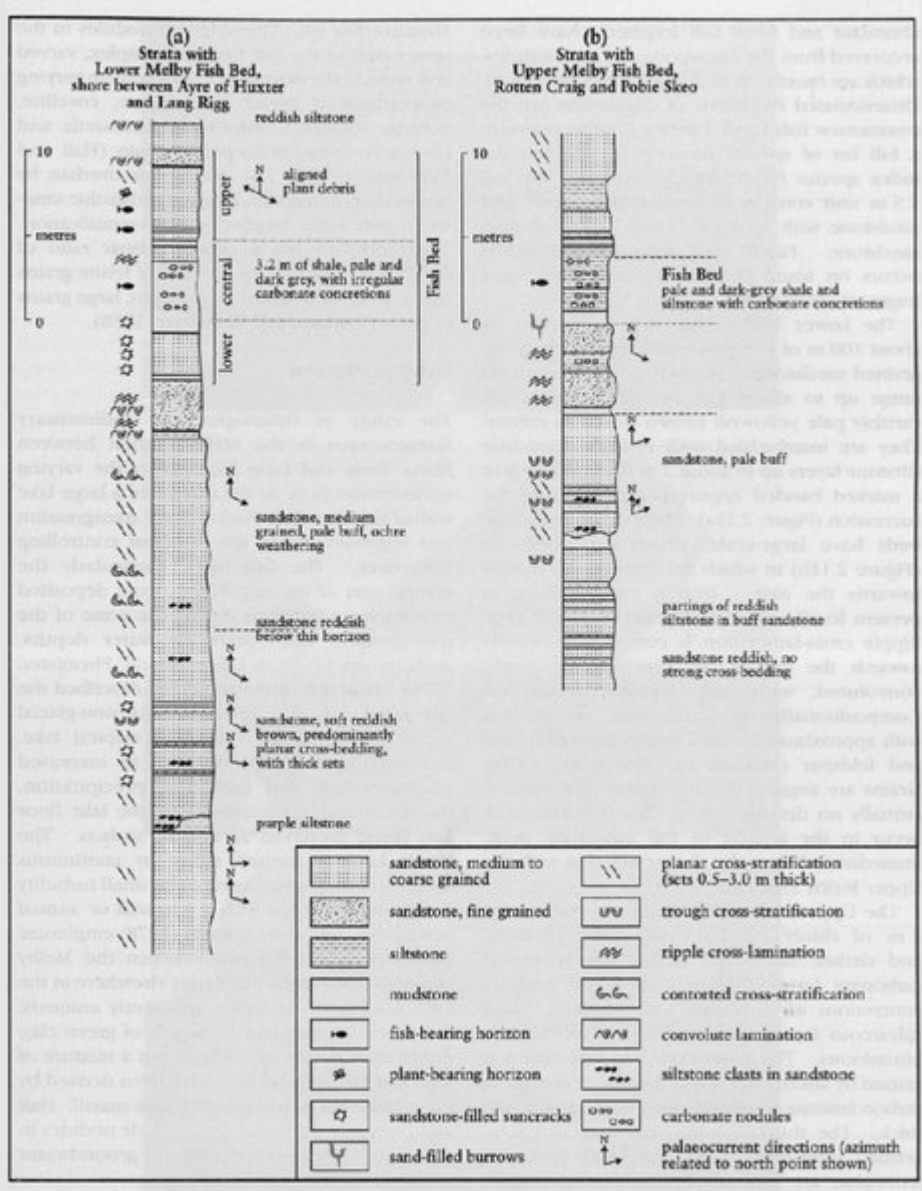 (a)
Strata with
Lower Melby Fish Bed,
shore between Ayre of Huxter
and Lang Rigg
reddish siltstone
10
metres
0
aligned
plant debris
N
upper
central
lower
Fish Bed
3.2 m of shale, pale and
dark grey, with irregular
carbonate concretions
N
sandstone, medium
grained, pale buff, ochre
weathering
sandstone reddish
below this horizon
N
N
sandstone, soft reddish
brown, predominantly
planar cross-bedding,
with thick sets
N
purple siltstone
N
N
(b)
Strata with
Upper Melby Fish Bed,
Rotten Craig and Pobie Skeo
10
metres
0
Fish Bed
pale and dark-grey shale and
siltstone with carbonate concretions
N
sandstone, pale buff
N
N
partings of reddish
siltstone in buff sandstone
sandstone reddish, no
strong cross-bedding
sandstone, medium to
coarse grained
sandstone, fine grained
siltstone
mudstone
fish-bearing horizon
plant-bearing horizon
sandstone-filled suncracks
sand-filled burrows
planar cross-stratification
(sets 0.5–3.0 m thick)
trough cross-stratification
ripple cross-lamination
contorted cross-stratification
convolute lamination
siltstone clasts in sandstone
carbonate nodules
N
palaeocurrent directions (azimuth
related to north point shown)